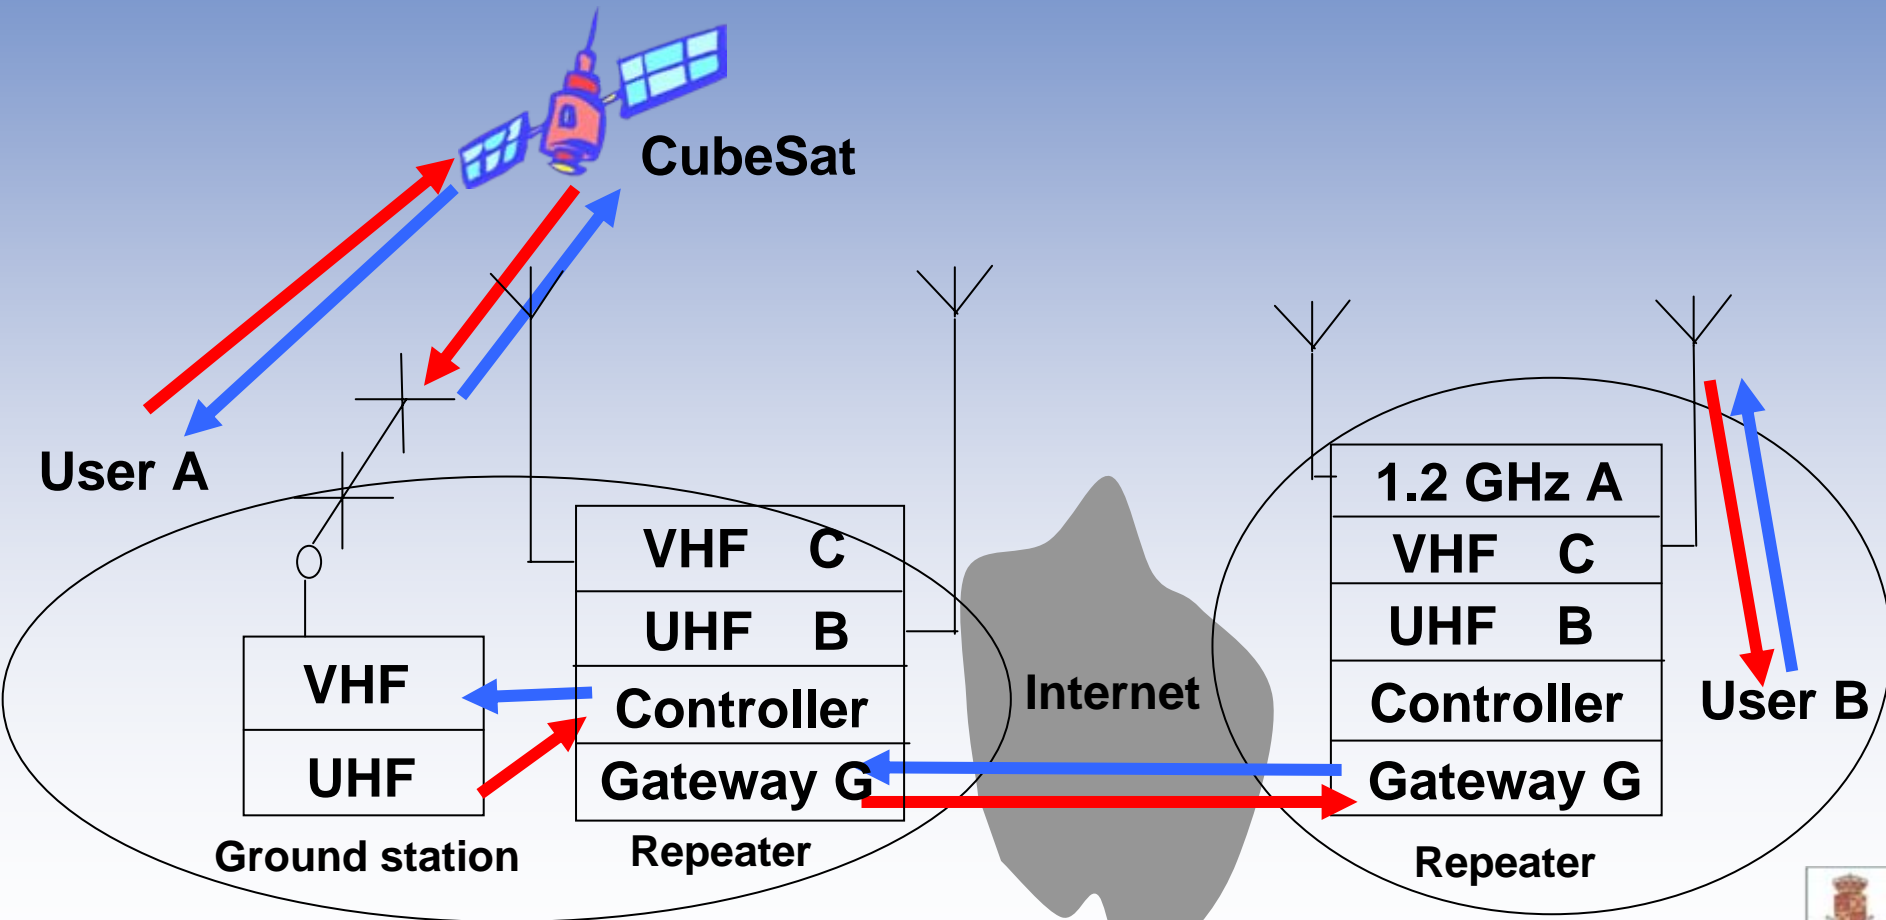 CubeSat
User A
VHF C
UHF B
Controller
Gateway G
Repeater
VHF
UHF
Ground station
Internet
1.2 GHz A
VHF C
UHF B
Controller
Gateway G
Repeater
User B